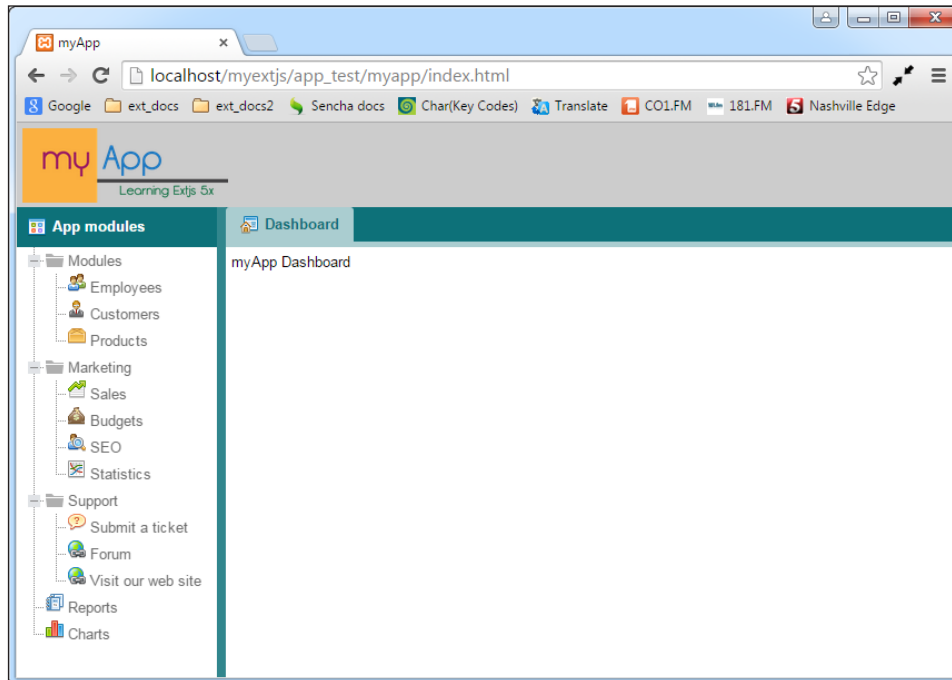 myApp
localhost/myextjs/app_test/myapp/index.html
Google ext_docs ext_docs2 Sencha docs Char(Key Codes) Translate CO1.FM 181.FM Nashville Edge
my App
Learning Extjs 5x
App modules
Dashboard
Modules
myApp Dashboard
Employees
Customers
Products
Marketing
Sales
Budgets
SEO
Statistics
Support
Submit a ticket
Forum
Visit our web site
Reports
Charts